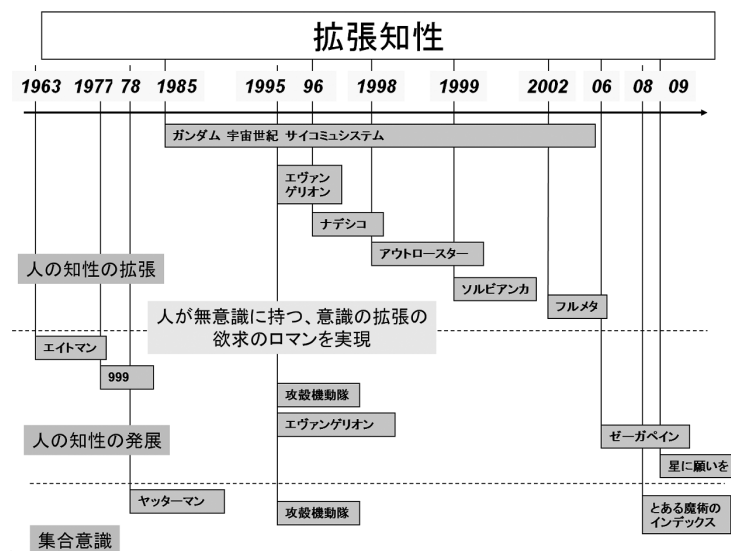 拡張知性
1963 1977 78 1985 1995 96 1998 1999 2002 06 08 09
ガンダム 宇宙世紀 サイコミュシステム
エヴァン
ゲリオン
ナデシコ
アウトロースター
人の知性の拡張
ソルビアンカ
フルメタ
人が無意識に持つ、意識の拡張の
欲求のロマンを実現
エイトマン
999
攻殻機動隊
エヴァンゲリオン
人の知性の発展
ゼーガペイン
星に願いを
ヤッターマン
攻殻機動隊
とある魔術の
インデックス
集合意識